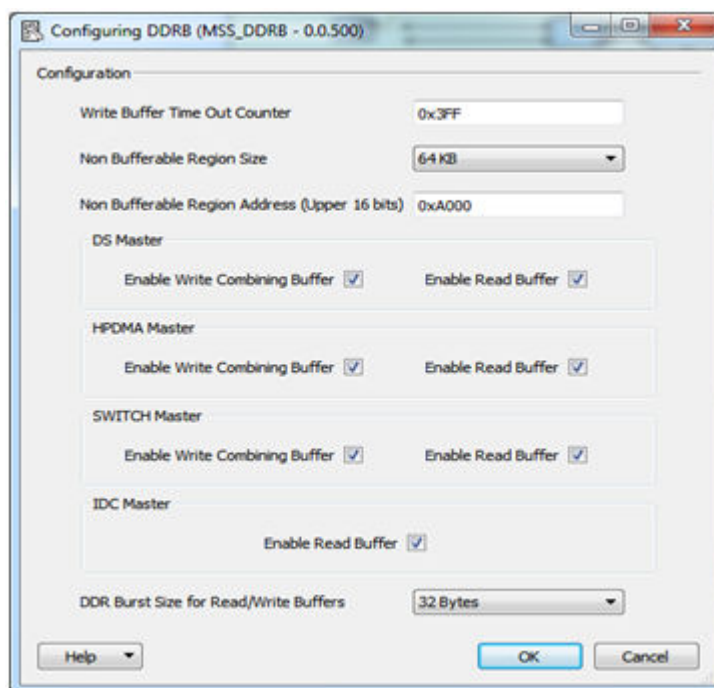 Configuring DDRB (MSS_DDRB - 0.0.500)
Configuration
Write Buffer Time Out Counter 0x3FF
Non Bufferable Region Size 64 KB
Non Bufferable Region Address (Upper 16 bits) 0xA000
DS Master
Enable Write Combining Buffer Enable Read Buffer
HPDMA Master
Enable Write Combining Buffer Enable Read Buffer
SWITCH Master
Enable Write Combining Buffer Enable Read Buffer
IDC Master
Enable Read Buffer
DDR Burst Size for Read/Write Buffers 32 Bytes
Help OK Cancel